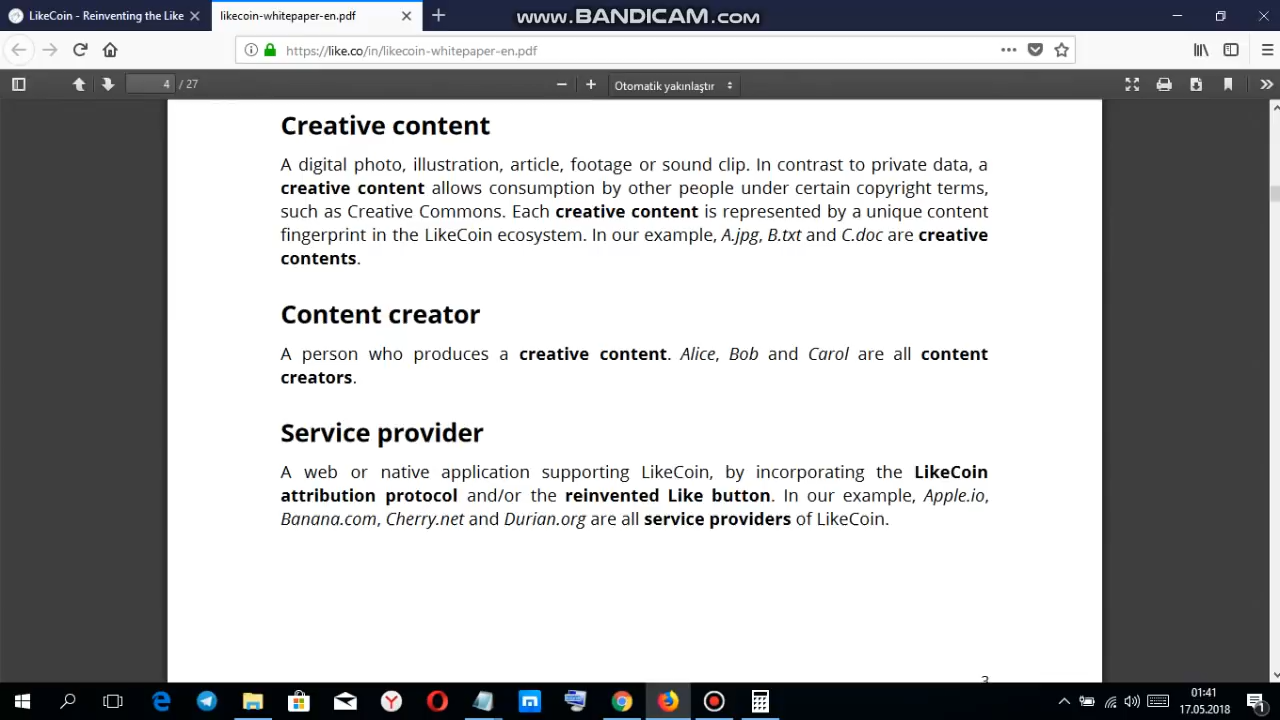 LikeCoin - Reinventing the Like
likecoin-whitepaper-en.pdf
www.BANDICAM.com
https://like.co/in/likecoin-whitepaper-en.pdf
4 / 27
Otomatik yakınlaştır
Creative content
A digital photo, illustration, article, footage or sound clip. In contrast to private data, a
creative content allows consumption by other people under certain copyright terms,
such as Creative Commons. Each creative content is represented by a unique content
fingerprint in the LikeCoin ecosystem. In our example, A.jpg, B.txt and C.doc are creative
contents.
Content creator
A person who produces a creative content. Alice, Bob and Carol are all content
creators.
Service provider
A web or native application supporting LikeCoin, by incorporating the LikeCoin
attribution protocol and/or the reinvented Like button. In our example, Apple.io,
Banana.com, Cherry.net and Durian.org are all service providers of LikeCoin.
3
01:41
17.05.2018
1